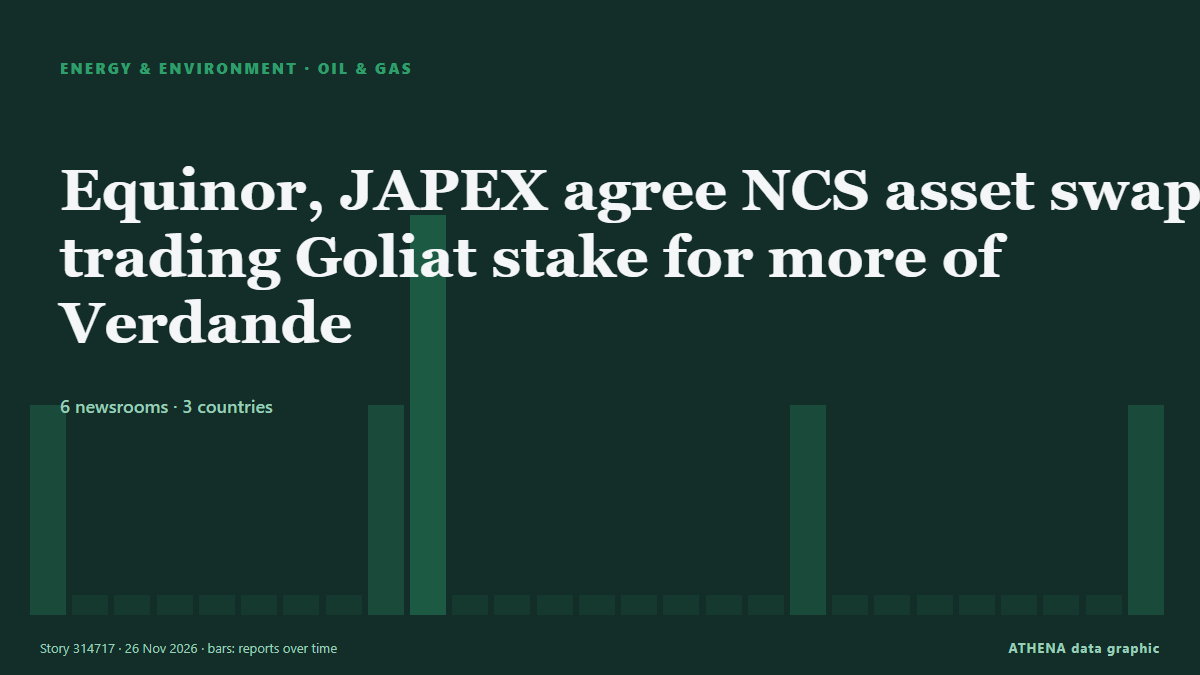 ENERGY & ENVIRONMENT · OIL & GAS
Equinor, JAPEX agree NCS asset swap
trading Goliat stake for more of
Verdande
6 newsrooms · 3 countries
Story 314717 · 26 Nov 2026 · bars: reports over time
ATHENA data graphic